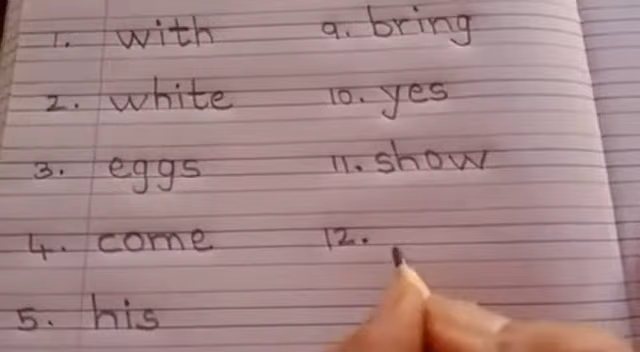 1. with
2. white
3. eggs
4. come
5. his
9. bring
10. yes
11. show
12.